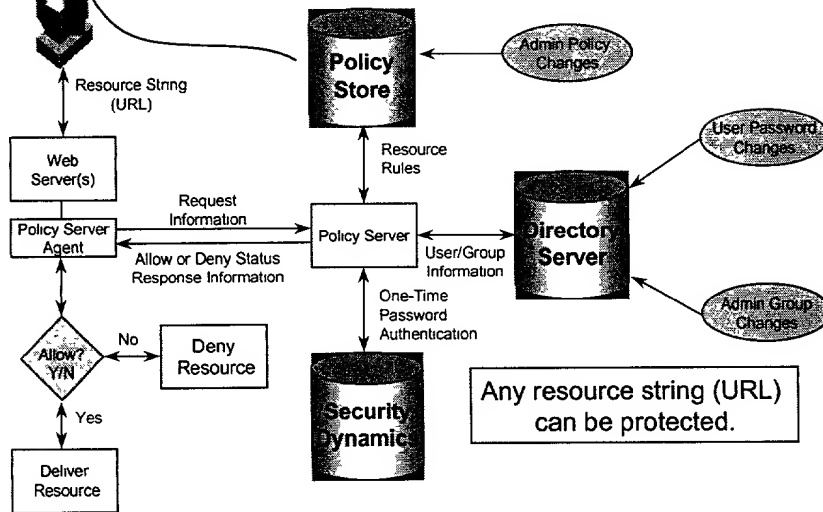 Resource String
(URL)
Policy
Store
Admin Policy
Changes
Web
Server(s)
Resource
Rules
User Password
Changes
Request
Information
Policy Server
Agent
Policy Server
Allow or Deny Status
Response Information
User/Group
Information
Directory
Server
One-Time
Password
Authentication
Admin Group
Changes
Allow?
Y/N
No
Deny
Resource
Yes
Security
Dynamics
Any resource string (URL)
can be protected.
Deliver
Resource